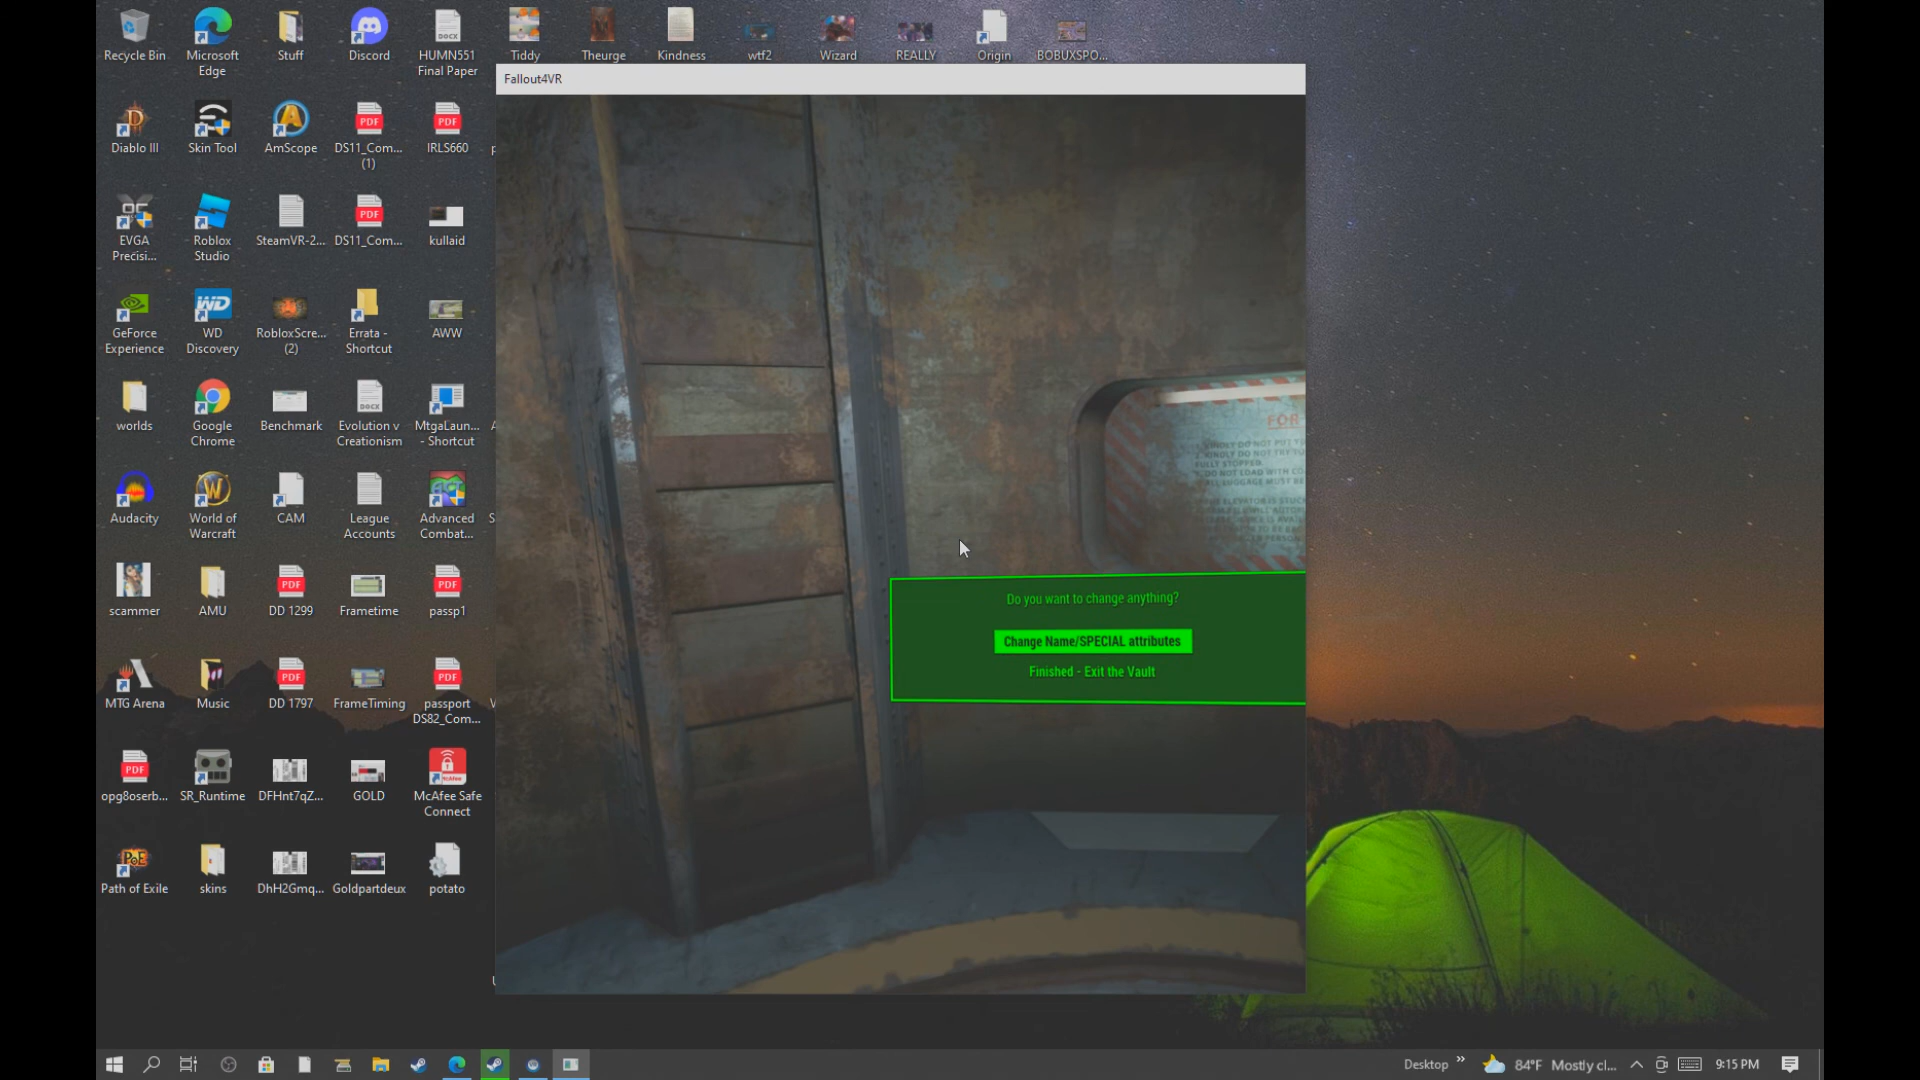 Recycle Bin
Microsoft
Edge
Stuff
Discord
HUMN551
Final Paper
Tiddy
Theurge
Kindness
wtf2
Wizard
REALLY
Origin
BOBUXSPO...
Fallout4VR
Diablo III
Skin Tool
AmScope
DS11_Com...
(1)
IRLS660
EVGA
Precisi...
Roblox
Studio
SteamVR-2...
DS11_Com...
kullaid
GeForce
Experience
WD
Discovery
RobloxScre...
(2)
Errata -
Shortcut
AWW
worlds
Google
Chrome
Benchmark
Evolution v
Creationism
MtgaLaun...
- Shortcut
Audacity
World of
Warcraft
CAM
League
Accounts
Advanced
Combat...
scammer
AMU
DD 1299
Frametime
passp1
MTG Arena
Music
DD 1797
FrameTiming
passport
DS82_Com...
opg8oserb...
SR_Runtime
DFHnt7qZ...
GOLD
McAfee Safe
Connect
Path of Exile
skins
DhH2Gmq...
Goldpartdeux
potato
FOR
FULLY STOPPED.
Do you want to change anything?
Change Name/SPECIAL attributes
Finished - Exit the Vault
Desktop
84°F Mostly cl...
9:15 PM